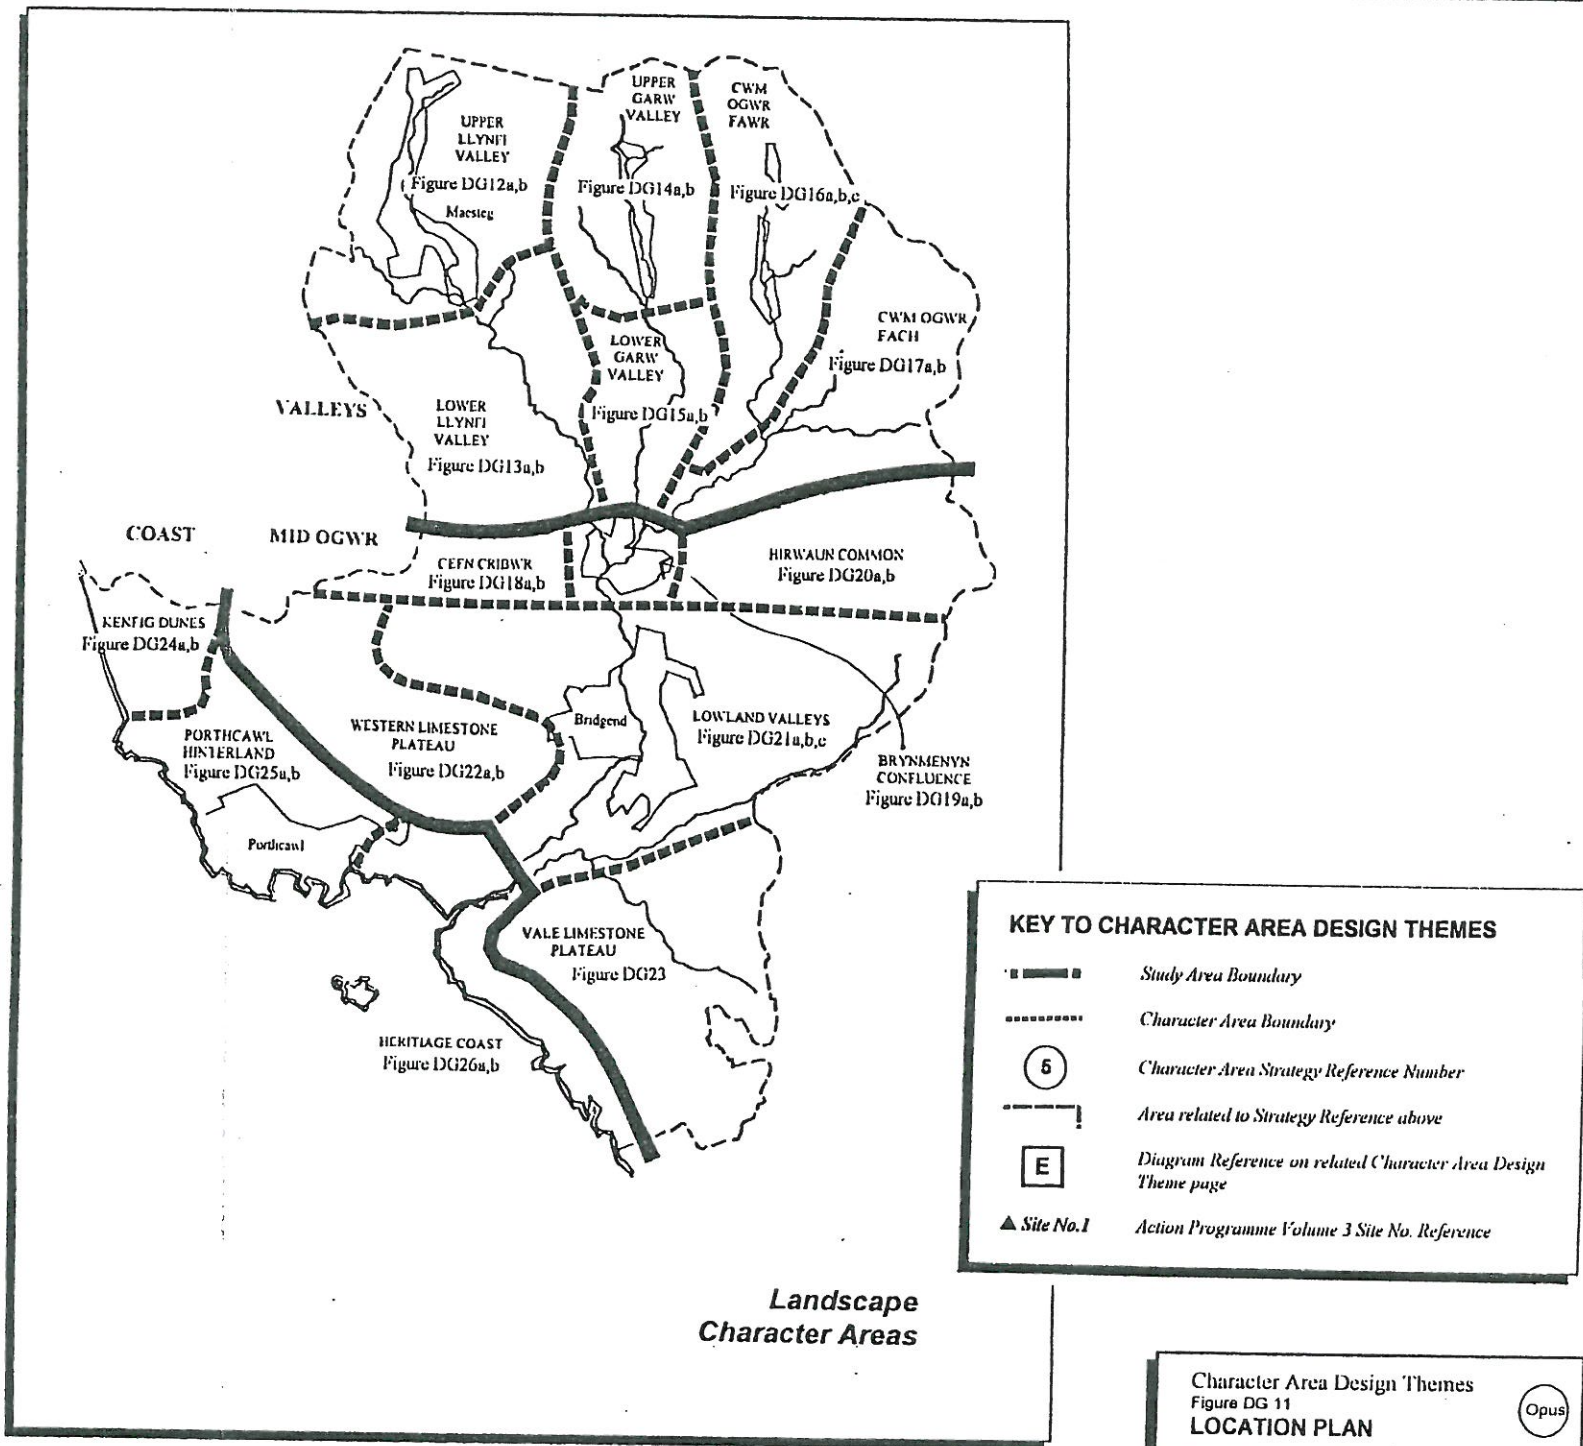 UPPER
LLYNFI
VALLEY
Figure DG12a,b
Maesteg
UPPER
GARW
VALLEY
Figure DG14a,b
CWM
OGWR
FAWR
Figure DG16a,b,c
CWM OGWR
FACH
Figure DG17a,b
LOWER
GARW
VALLEY
Figure DG15a,b
VALLEYS
LOWER
LLYNFI
VALLEY
Figure DG13a,b
COAST
MID OGWR
CEFN CRIBWR
Figure DG18a,b
HIRWAUN COMMON
Figure DG20a,b
KENFIG DUNES
Figure DG24a,b
PORTHCAWL
HINTERLAND
Figure DG25a,b
WESTERN LIMESTONE
PLATEAU
Figure DG22a,b
Bridgend
LOWLAND VALLEYS
Figure DG21a,b,c
BRYNMENYN
CONFLUENCE
Figure DG19a,b
Porthcawl
VALE LIMESTONE
PLATEAU
Figure DG23
HERITIAGE COAST
Figure DG26a,b
KEY TO CHARACTER AREA DESIGN THEMES
Study Area Boundary
Character Area Boundary
5 Character Area Strategy Reference Number
Area related to Strategy Reference above
E Diagram Reference on related Character Area Design
Theme page
▲ Site No.1 Action Programme Volume 3 Site No. Reference
Landscape
Character Areas
Character Area Design Themes
Figure DG 11
LOCATION PLAN
Opus